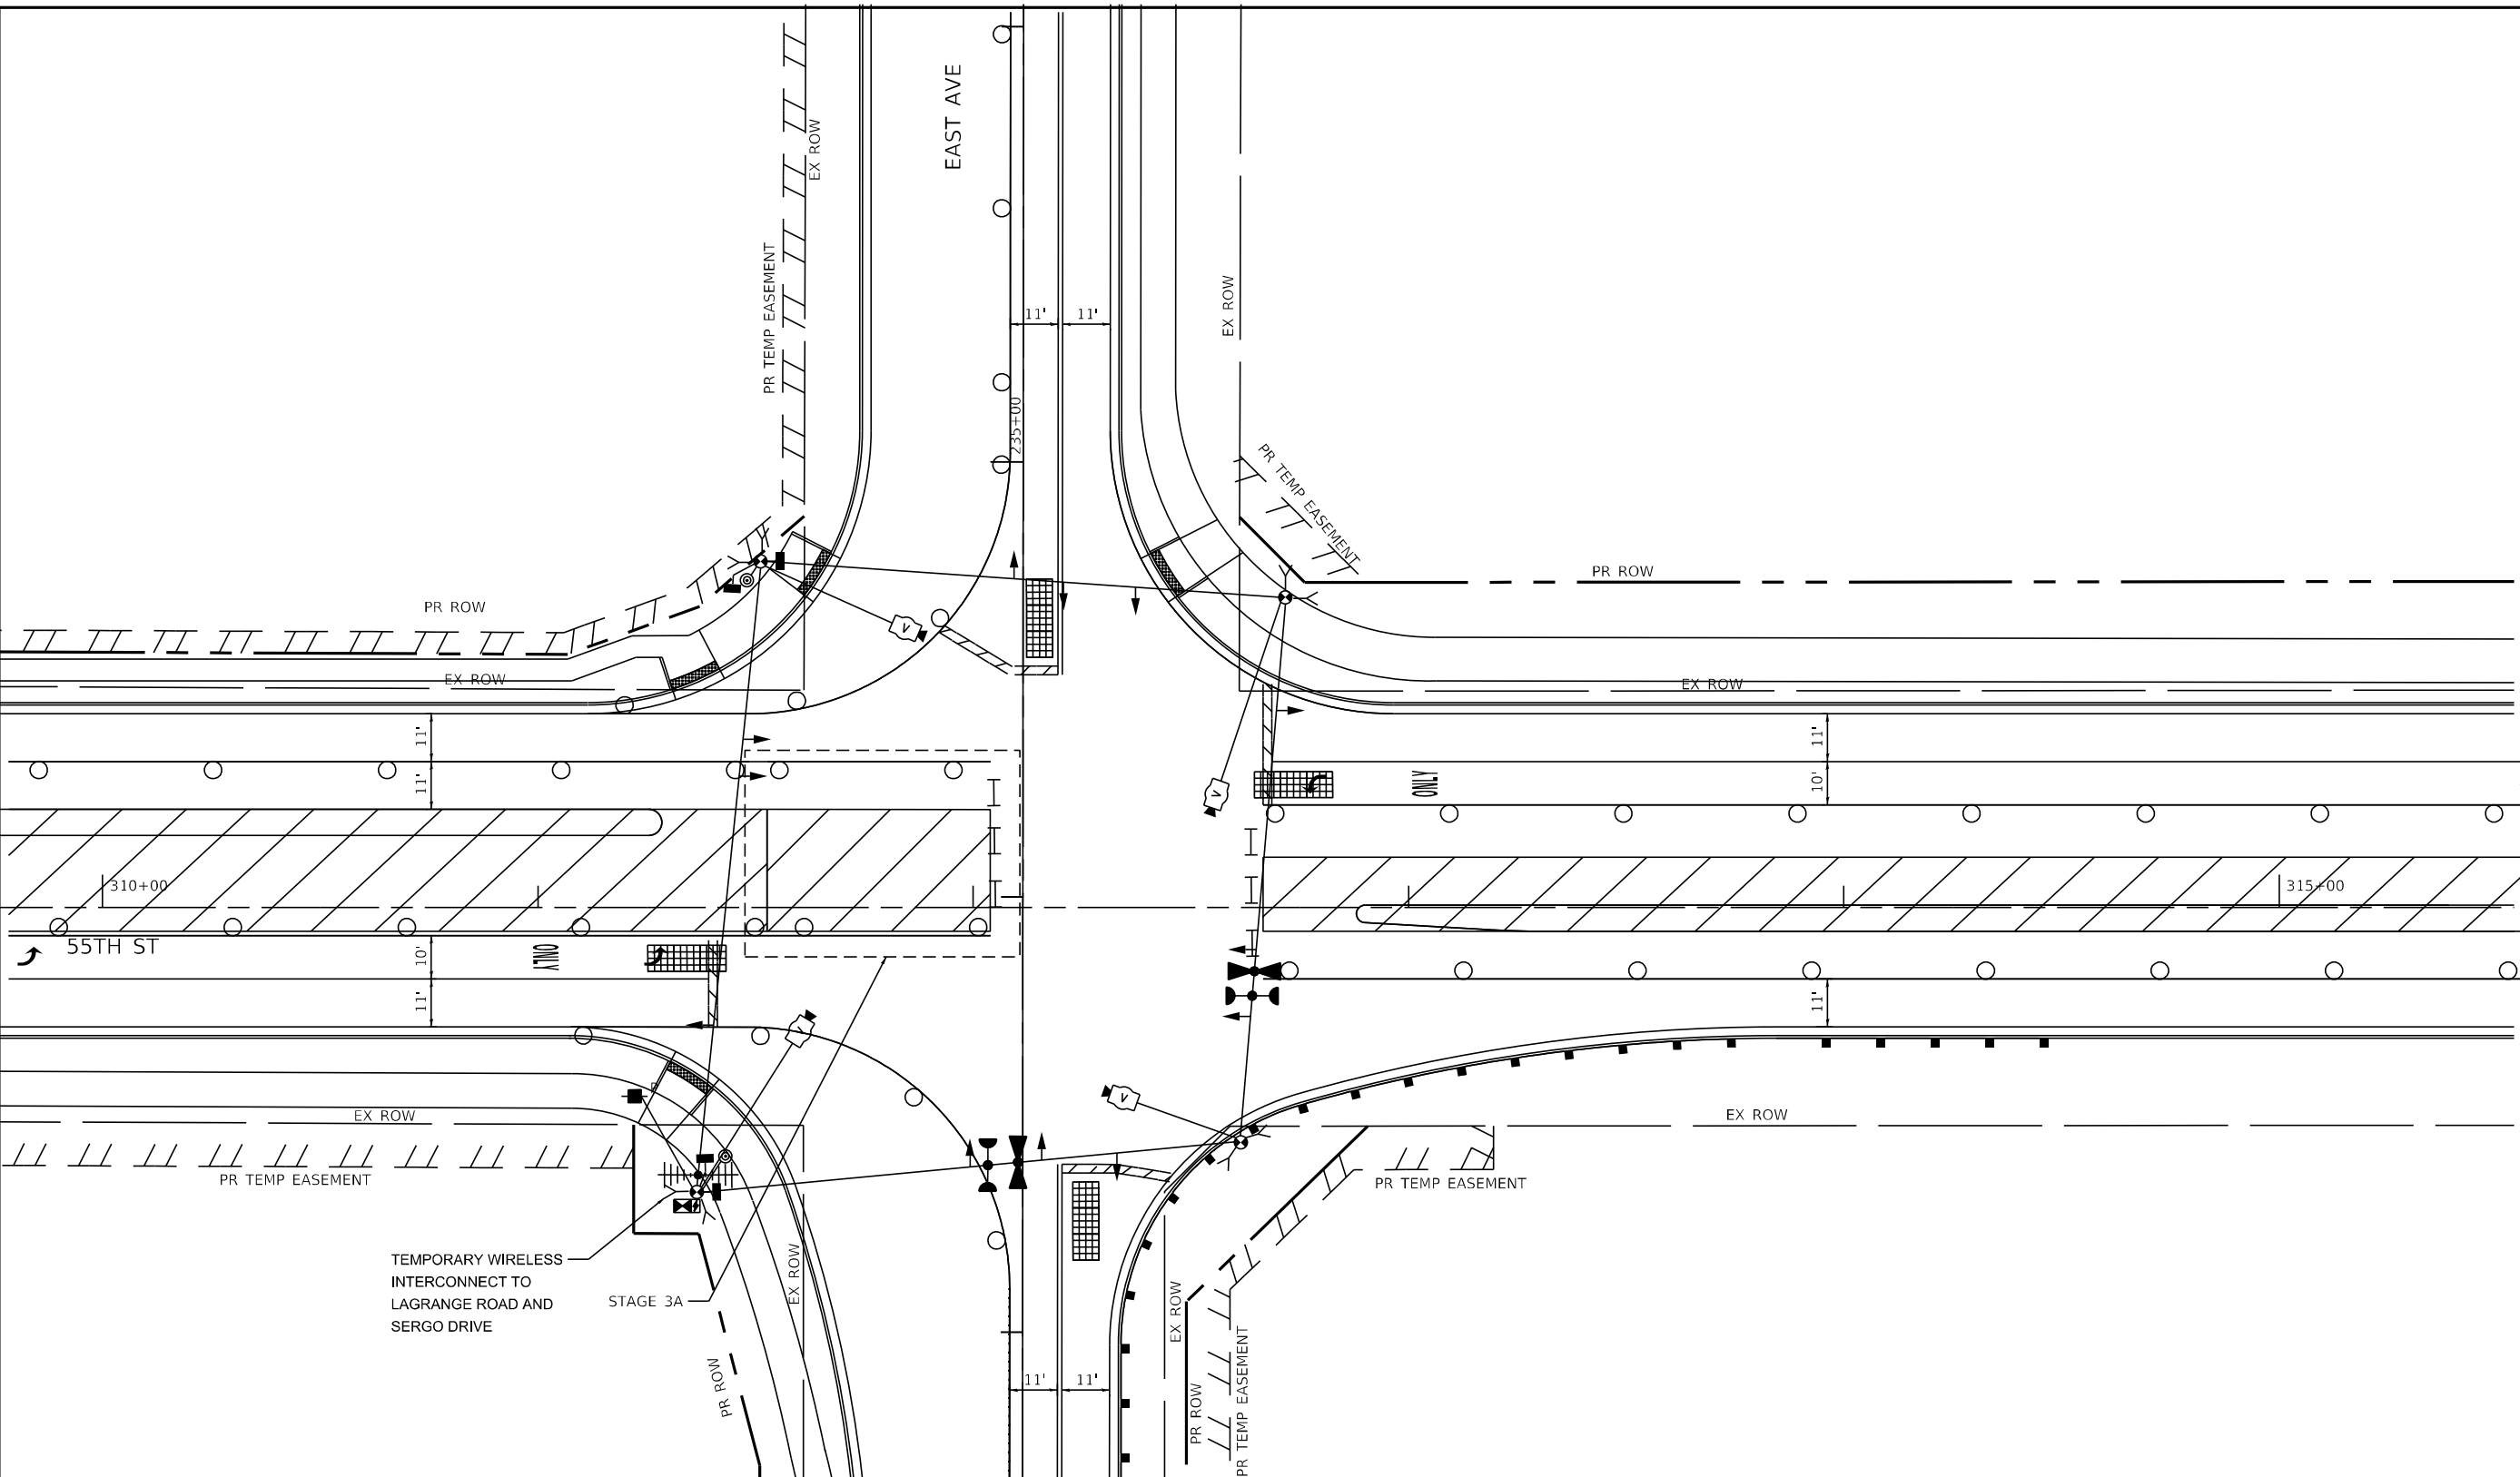 EAST AVE
EX ROW
PR TEMP EASEMENT
EX ROW
11'
11'
235+00
PR TEMP EASEMENT
PR ROW
PR ROW
EX ROW
EX ROW
V
11'
11'
11'
10'
V
ONLY
310+00
315+00
55TH ST
ONLY
10'
11'
11'
V
V
P
EX ROW
EX ROW
PR TEMP EASEMENT
PR TEMP EASEMENT
TEMPORARY WIRELESS
INTERCONNECT TO
LAGRANGE ROAD AND
SERGO DRIVE
STAGE 3A
EX ROW
EX ROW
PR ROW
11'
11'
PR ROW
PR TEMP EASEMENT